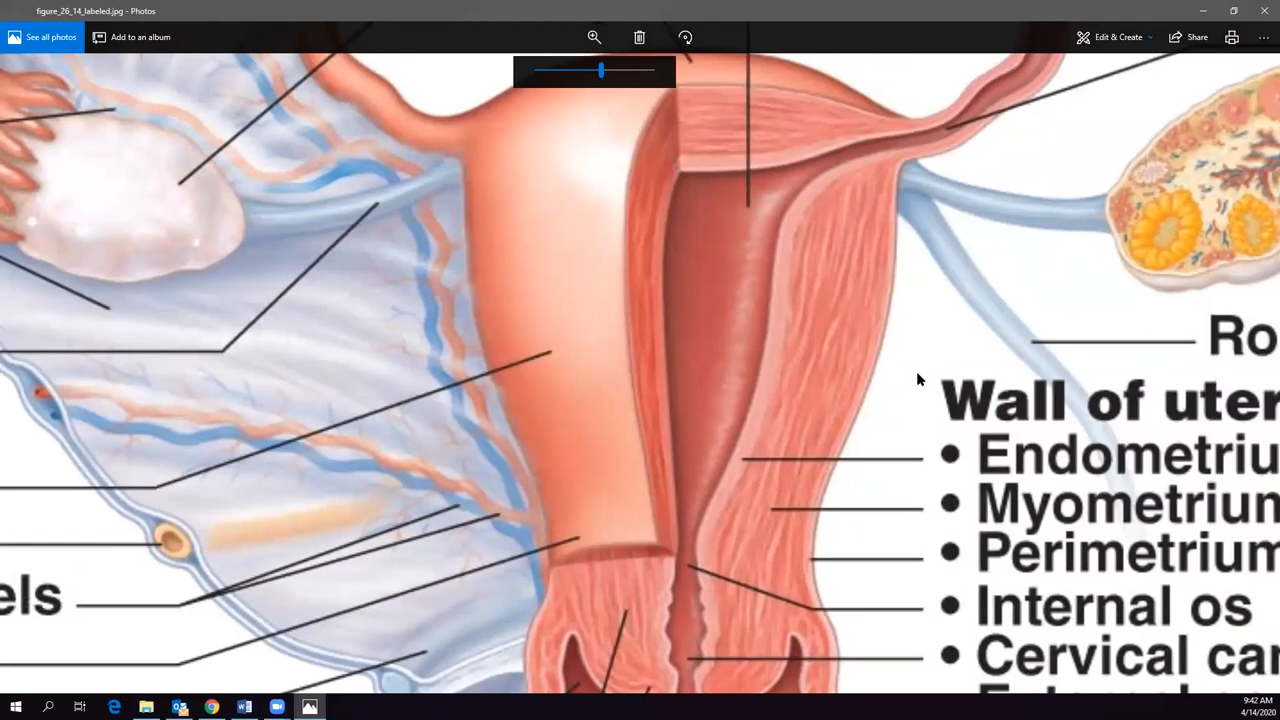 figure_26_14_labeled.jpg - Photos
See all photos
Add to an album
Edit & Create
Share
Ro
Wall of uter
• Endometriu
• Myometrium
• Perimetrium
• Internal os
• Cervical can
els
9:42 AM
4/14/2020